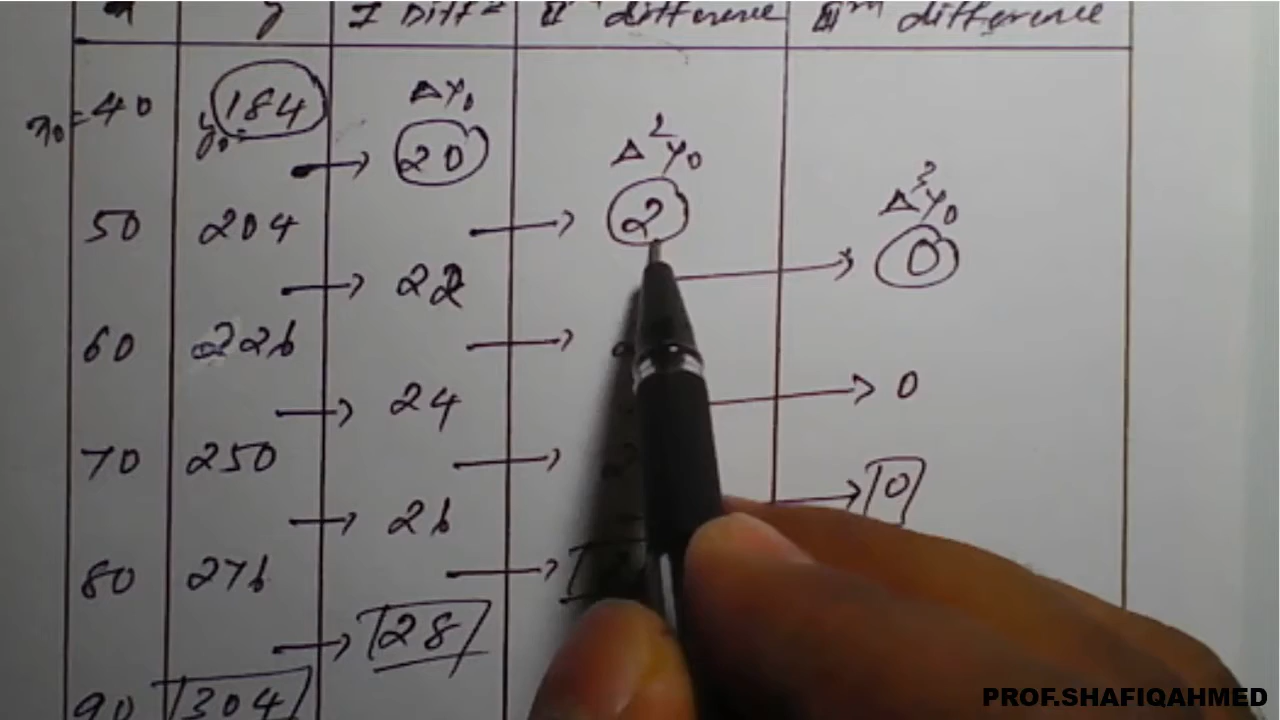 x y I Diff II difference III difference
x₀=40 y₀= 184 Δy₀
20 Δ²y₀
50 204 2 Δ³y₀
22 0
60 226
24 0
70 250
26 0
80 276
28
90 304
PROF.SHAFIQAHMED